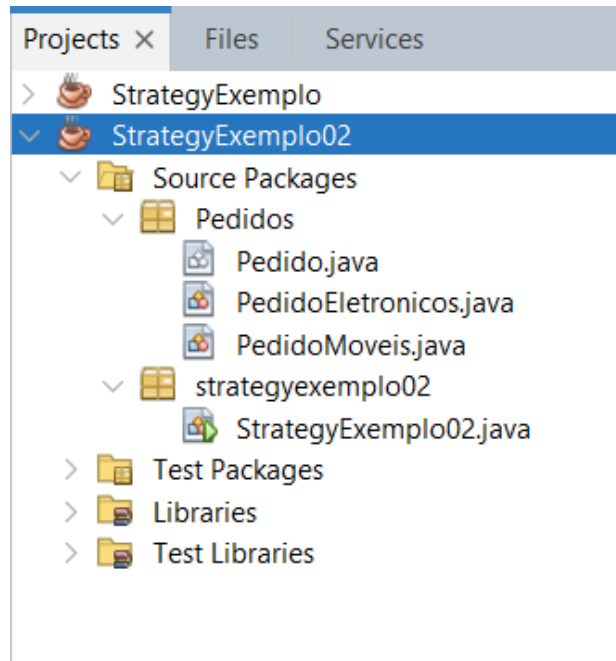 Projects × Files Services
StrategyExemplo
StrategyExemplo02
Source Packages
Pedidos
Pedido.java
PedidoEletronicos.java
PedidoMoveis.java
strategyexemplo02
StrategyExemplo02.java
Test Packages
Libraries
Test Libraries